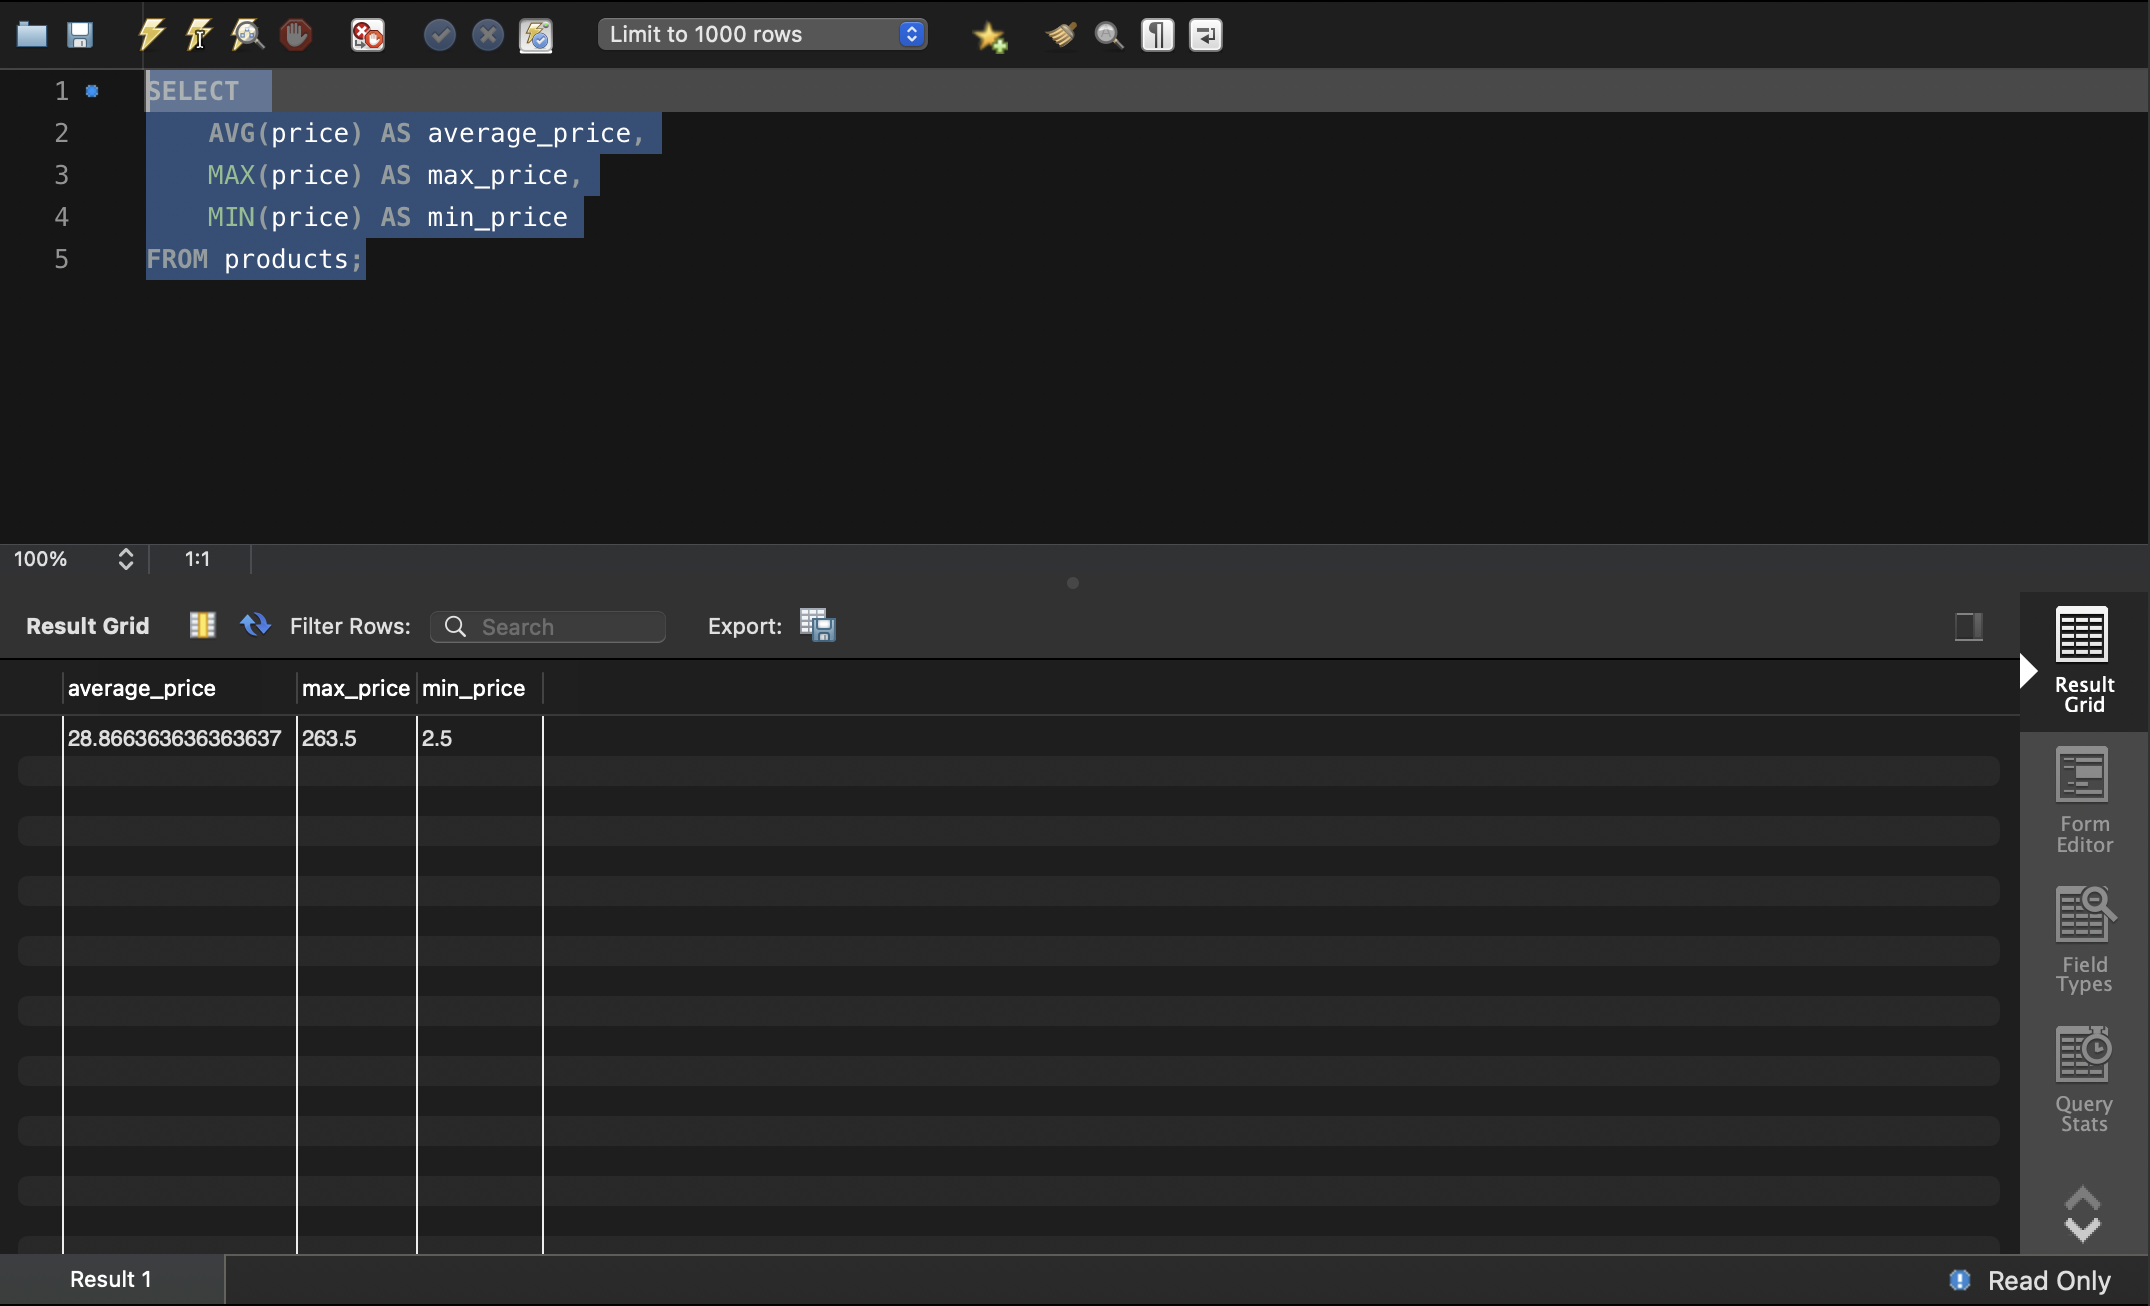 Limit to 1000 rows
1 SELECT
2 AVG(price) AS average_price,
3 MAX(price) AS max_price,
4 MIN(price) AS min_price
5 FROM products;
100% 1:1
Result Grid Filter Rows: Search Export:
average_price max_price min_price
28.866363636363637 263.5 2.5
Result
Grid
Form
Editor
Field
Types
Query
Stats
Result 1 Read Only